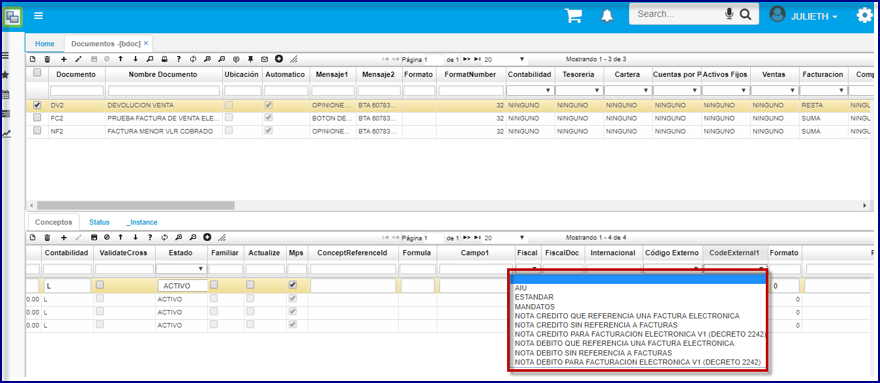 Search... JULIETH
Home Documentos -[bdoc] ×
Página 1 de 1 20 Mostrando 1 - 3 de 3
Documento Nombre Documento Ubicación Automatico Mensaje1 Mensaje2 Formato FormatNumber Contabilidad Tesoreria Cartera Cuentas por P Activos Fijos Ventas Facturacion Comp
DV2 DEVOLUCION VENTA OPINIONE... BTA 60783... 32 NINGUNO NINGUNO NINGUNO NINGUNO NINGUNO NINGUNO RESTA NINGU
FC2 PRUEBA FACTURA DE VENTA ELE... BOTON DE... BTA 60783... 32 NINGUNO NINGUNO NINGUNO NINGUNO NINGUNO NINGUNO SUMA NINGU
NF2 FACTURA MENOR VLR COBRADO OPINIONE... BTA 60783... 32 NINGUNO NINGUNO NINGUNO NINGUNO NINGUNO NINGUNO SUMA NINGU
Conceptos Status _Instance
Página 1 de 1 20 Mostrando 1 - 4 de 4
Contabilidad ValidateCross Estado Familiar Actualize Mps ConceptReferenceId Formula Campo1 Fiscal FiscalDoc Internacional Código Externo CodeExternal1 Formato
L ACTIVO 0
0.00 L ACTIVO 0
0.00 L ACTIVO 0
0.00 L ACTIVO 0
AIU
ESTANDAR
MANDATOS
NOTA CREDITO QUE REFERENCIA UNA FACTURA ELECTRONICA
NOTA CREDITO SIN REFERENCIA A FACTURAS
NOTA CREDITO PARA FACTURACION ELECTRONICA V1 (DECRETO 2242)
NOTA DEBITO QUE REFERENCIA UNA FACTURA ELECTRONICA.
NOTA DEBITO SIN REFERENCIA A FACTURAS
NOTA DEBITO PARA FACTURACION ELECTRONICA V1 (DECRETO 2242)